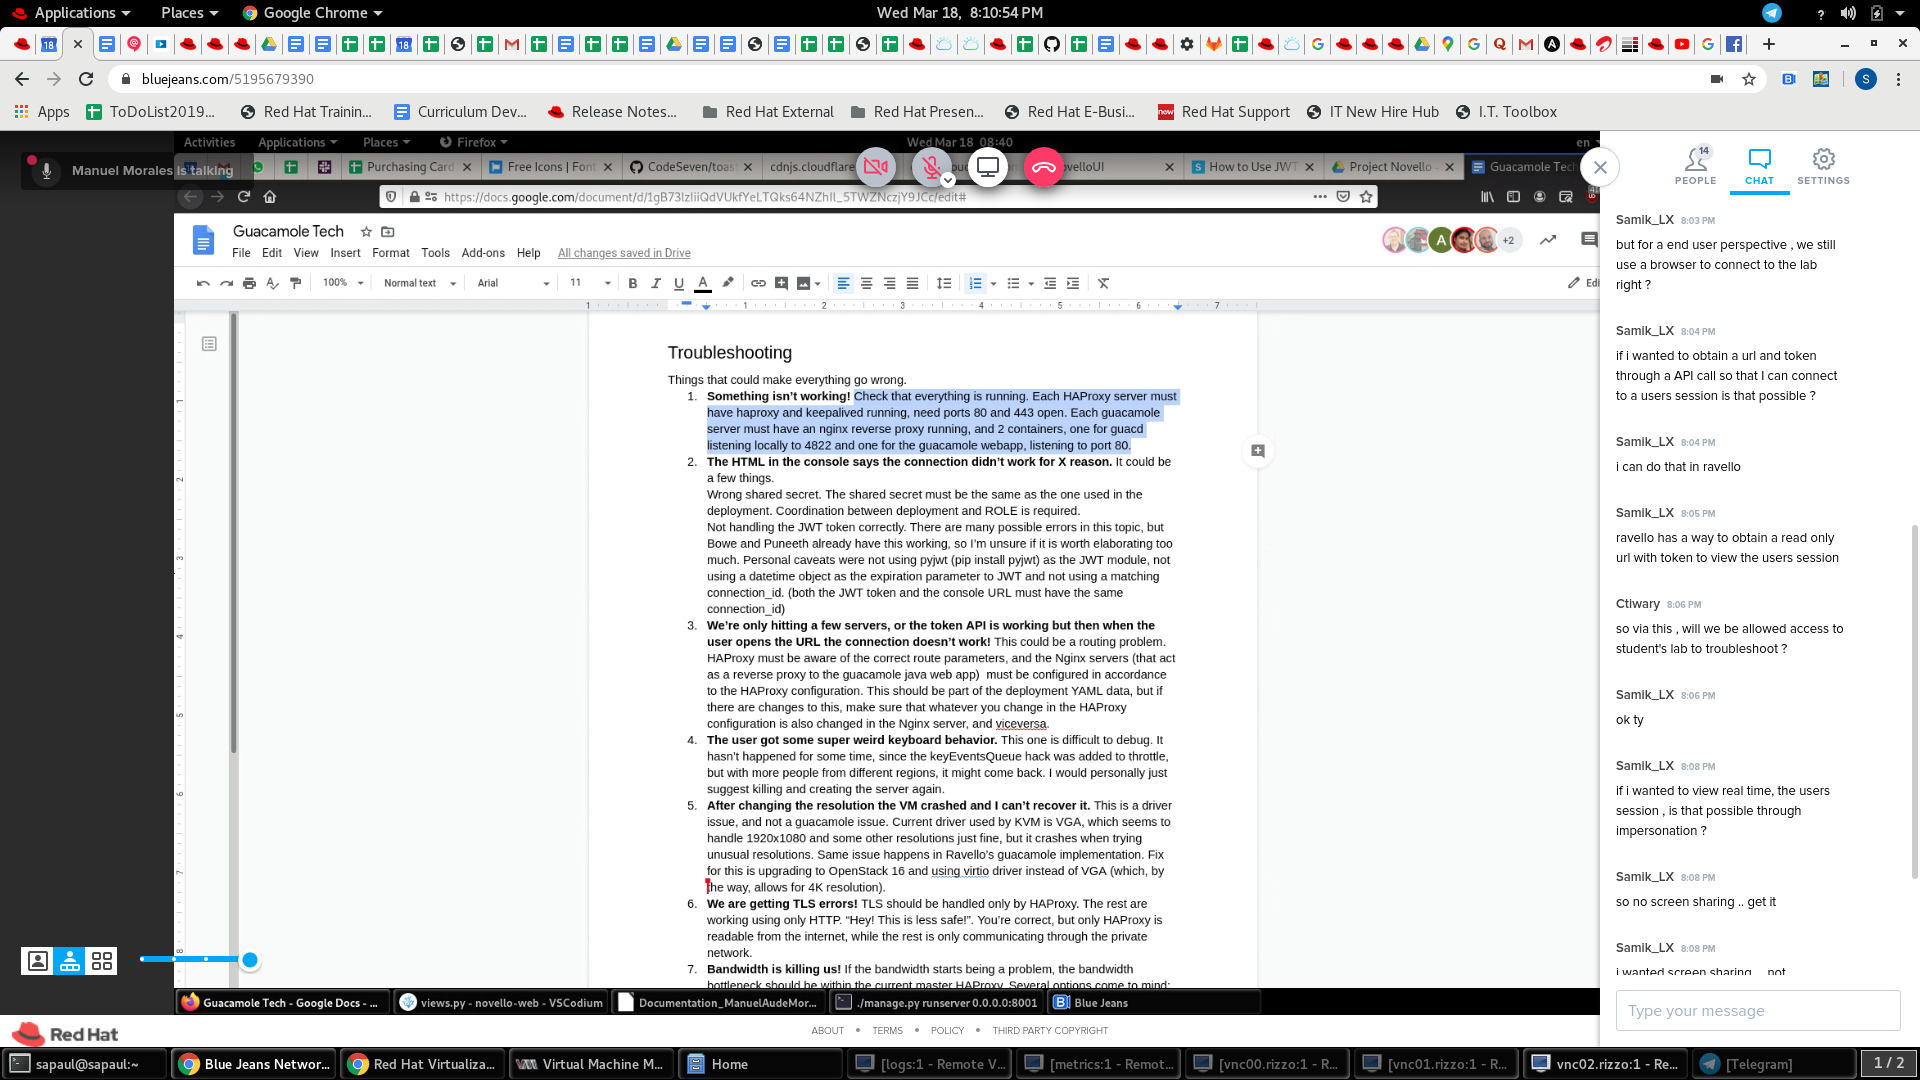 Applications
Places
Google Chrome
Wed Mar 18, 8:10:54 PM
bluejeans.com/5195679390
Apps
ToDoList2019...
Red Hat Trainin...
Curriculum Dev...
Release Notes...
Red Hat External
Red Hat Presen...
Red Hat E-Busi...
Red Hat Support
IT New Hire Hub
I.T. Toolbox
Activities
Applications
Places
Firefox
Wed Mar 18 08:40
en
Manuel Morales is talking
Purchasing Card
Free Icons | Font
CodeSeven/toas
cdnjs.cloudflare
How to Use JWT
Project Novello -
Guacamole Tech
Guacamole Tech
File Edit View Insert Format Tools Add-ons Help
All changes saved in Drive
+2
100%
Normal text
Arial
11
Troubleshooting
Things that could make everything go wrong.
1. Something isn’t working! Check that everything is running. Each HAProxy server must
have haproxy and keepalived running, need ports 80 and 443 open. Each guacamole
server must have an nginx reverse proxy running, and 2 containers, one for guacd
listening locally to 4822 and one for the guacamole webapp, listening to port 80.
2. The HTML in the console says the connection didn’t work for X reason. It could be
a few things.
Wrong shared secret. The shared secret must be the same as the one used in the
deployment. Coordination between deployment and ROLE is required.
Not handling the JWT token correctly. There are many possible errors in this topic, but
Bowe and Puneeth already have this working, so I’m unsure if it is worth elaborating too
much. Personal caveats were not using pyjwt (pip install pyjwt) as the JWT module, not
using a datetime object as the expiration parameter to JWT and not using a matching
connection_id. (both the JWT token and the console URL must have the same
connection_id)
3. We’re only hitting a few servers, or the token API is working but then when the
user opens the URL the connection doesn’t work! This could be a routing problem.
HAProxy must be aware of the correct route parameters, and the Nginx servers (that act
as a reverse proxy to the guacamole java web app) must be configured in accordance
to the HAProxy configuration. This should be part of the deployment YAML data, but if
there are changes to this, make sure that whatever you change in the HAProxy
configuration is also changed in the Nginx server, and viceversa.
4. The user got some super weird keyboard behavior. This one is difficult to debug. It
hasn’t happened for some time, since the keyEventsQueue hack was added to throttle,
but with more people from different regions, it might come back. I would personally just
suggest killing and creating the server again.
5. After changing the resolution the VM crashed and I can’t recover it. This is a driver
issue, and not a guacamole issue. Current driver used by KVM is VGA, which seems to
handle 1920x1080 and some other resolutions just fine, but it crashes when trying
unusual resolutions. Same issue happens in Ravello’s guacamole implementation. Fix
for this is upgrading to OpenStack 16 and using virtio driver instead of VGA (which, by
the way, allows for 4K resolution).
6. We are getting TLS errors! TLS should be handled only by HAProxy. The rest are
working using only HTTP. “Hey! This is less safe!”. You’re correct, but only HAProxy is
readable from the internet, while the rest is only communicating through the private
network.
7. Bandwidth is killing us! If the bandwidth starts being a problem, the bandwidth
bottleneck should be within the current master HAProxy. Several options come to mind:
14
PEOPLE
CHAT
SETTINGS
Samik_LX 8:03 PM
but for a end user perspective , we still
use a browser to connect to the lab
right ?
Samik_LX 8:04 PM
if i wanted to obtain a url and token
through a API call so that I can connect
to a users session is that possible ?
Samik_LX 8:04 PM
i can do that in ravello
Samik_LX 8:05 PM
ravello has a way to obtain a read only
url with token to view the users session
Ctiwary 8:06 PM
so via this , will we be allowed access to
student's lab to troubleshoot ?
Samik_LX 8:06 PM
ok ty
Samik_LX 8:08 PM
if i wanted to view real time, the users
session , is that possible through
impersonation ?
Samik_LX 8:08 PM
so no screen sharing .. get it
Samik_LX 8:08 PM
i wanted screen sharing
Type your message
Guacamole Tech - Google Docs - ...
views.py - novello-web - VSCodium
Documentation_ManuelAudeMor...
./manage.py runserver 0.0.0.0:8001
Blue Jeans
Red Hat
ABOUT • TERMS • POLICY • THIRD PARTY COPYRIGHT
sapaul@sapaul:~
Blue Jeans Networ...
Red Hat Virtualiza...
Virtual Machine M...
Home
[logs:1 - Remote V...
[metrics:1 - Remot...
[vnc00.rizzo:1 - R...
[vnc01.rizzo:1 - R...
vnc02.rizzo:1 - Re...
[Telegram]
1 / 2